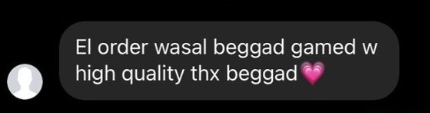 El order wasal beggad gamed w
high quality thx beggad💗